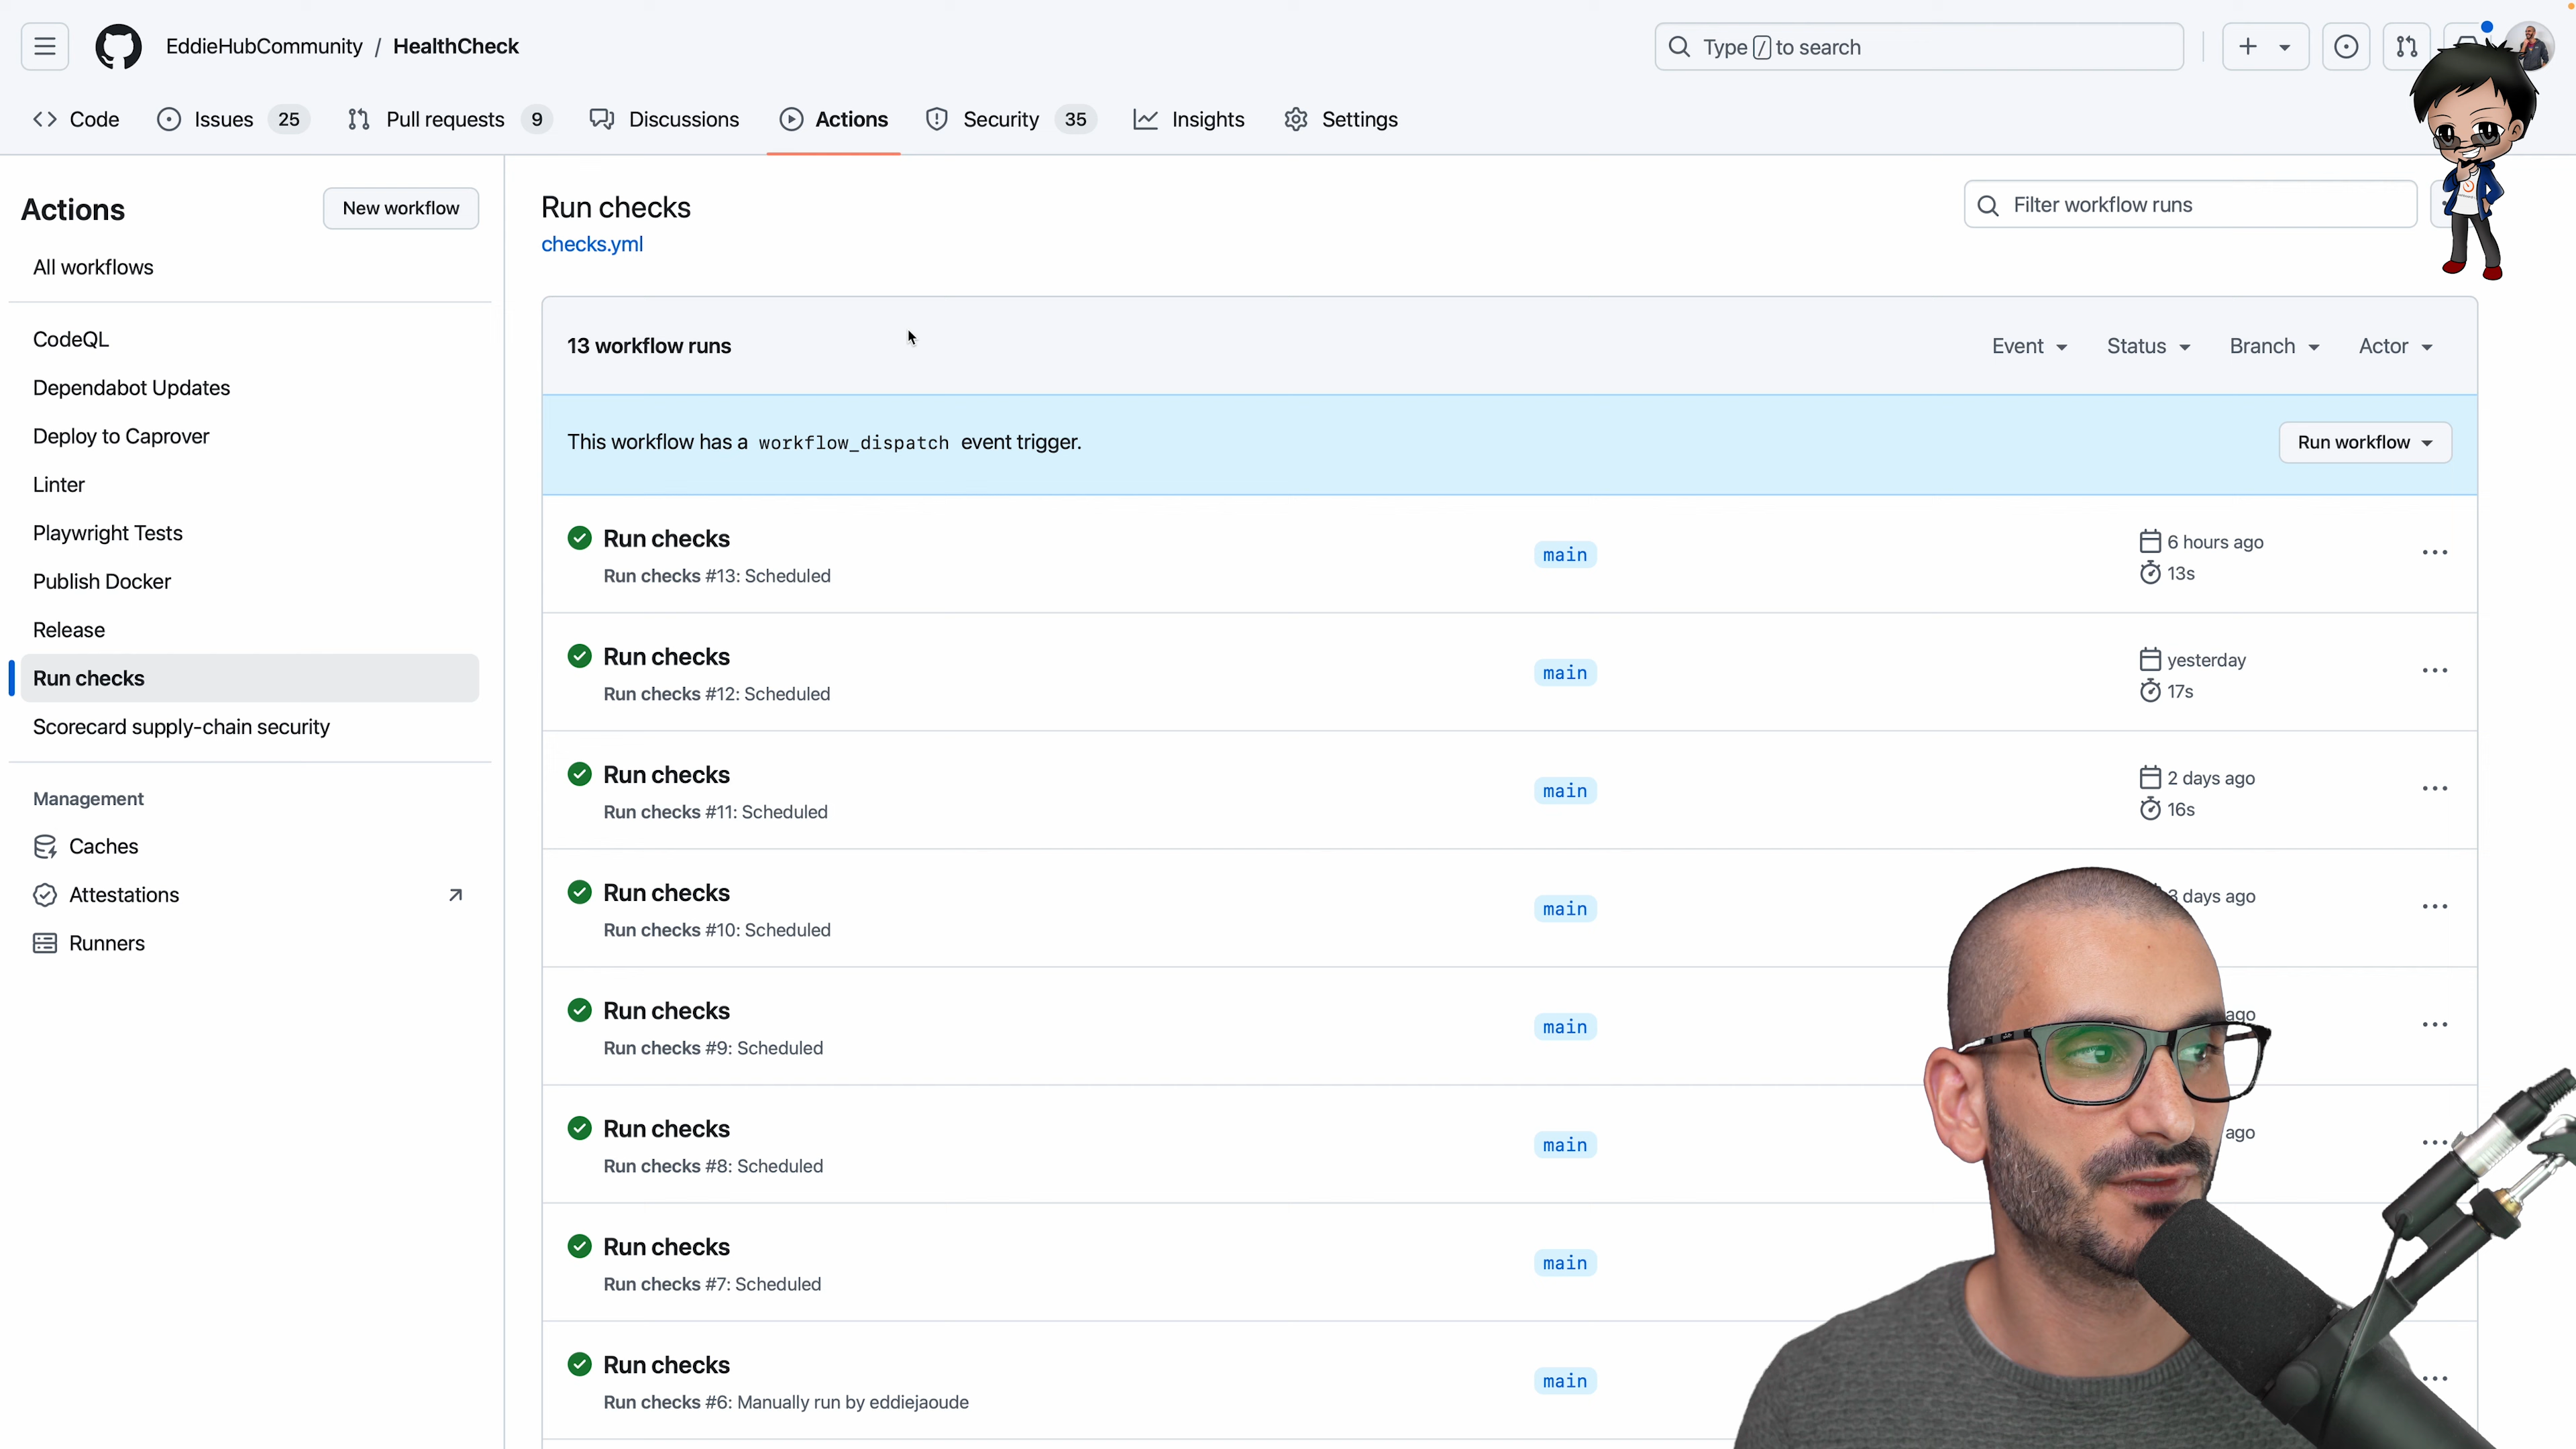 EddieHubCommunity / HealthCheck
Type / to search
Code
Issues 25
Pull requests 9
Discussions
Actions
Security 35
Insights
Settings
Actions
New workflow
All workflows
CodeQL
Dependabot Updates
Deploy to Caprover
Linter
Playwright Tests
Publish Docker
Release
Run checks
Scorecard supply-chain security
Management
Caches
Attestations
Runners
Run checks
checks.yml
Filter workflow runs
13 workflow runs
Event
Status
Branch
Actor
This workflow has a workflow_dispatch event trigger.
Run workflow
Run checks
Run checks #13: Scheduled
main
6 hours ago
13s
Run checks
Run checks #12: Scheduled
main
yesterday
17s
Run checks
Run checks #11: Scheduled
main
2 days ago
16s
Run checks
Run checks #10: Scheduled
main
3 days ago
Run checks
Run checks #9: Scheduled
main
ago
Run checks
Run checks #8: Scheduled
main
ago
Run checks
Run checks #7: Scheduled
main
Run checks
Run checks #6: Manually run by eddiejaoude
main